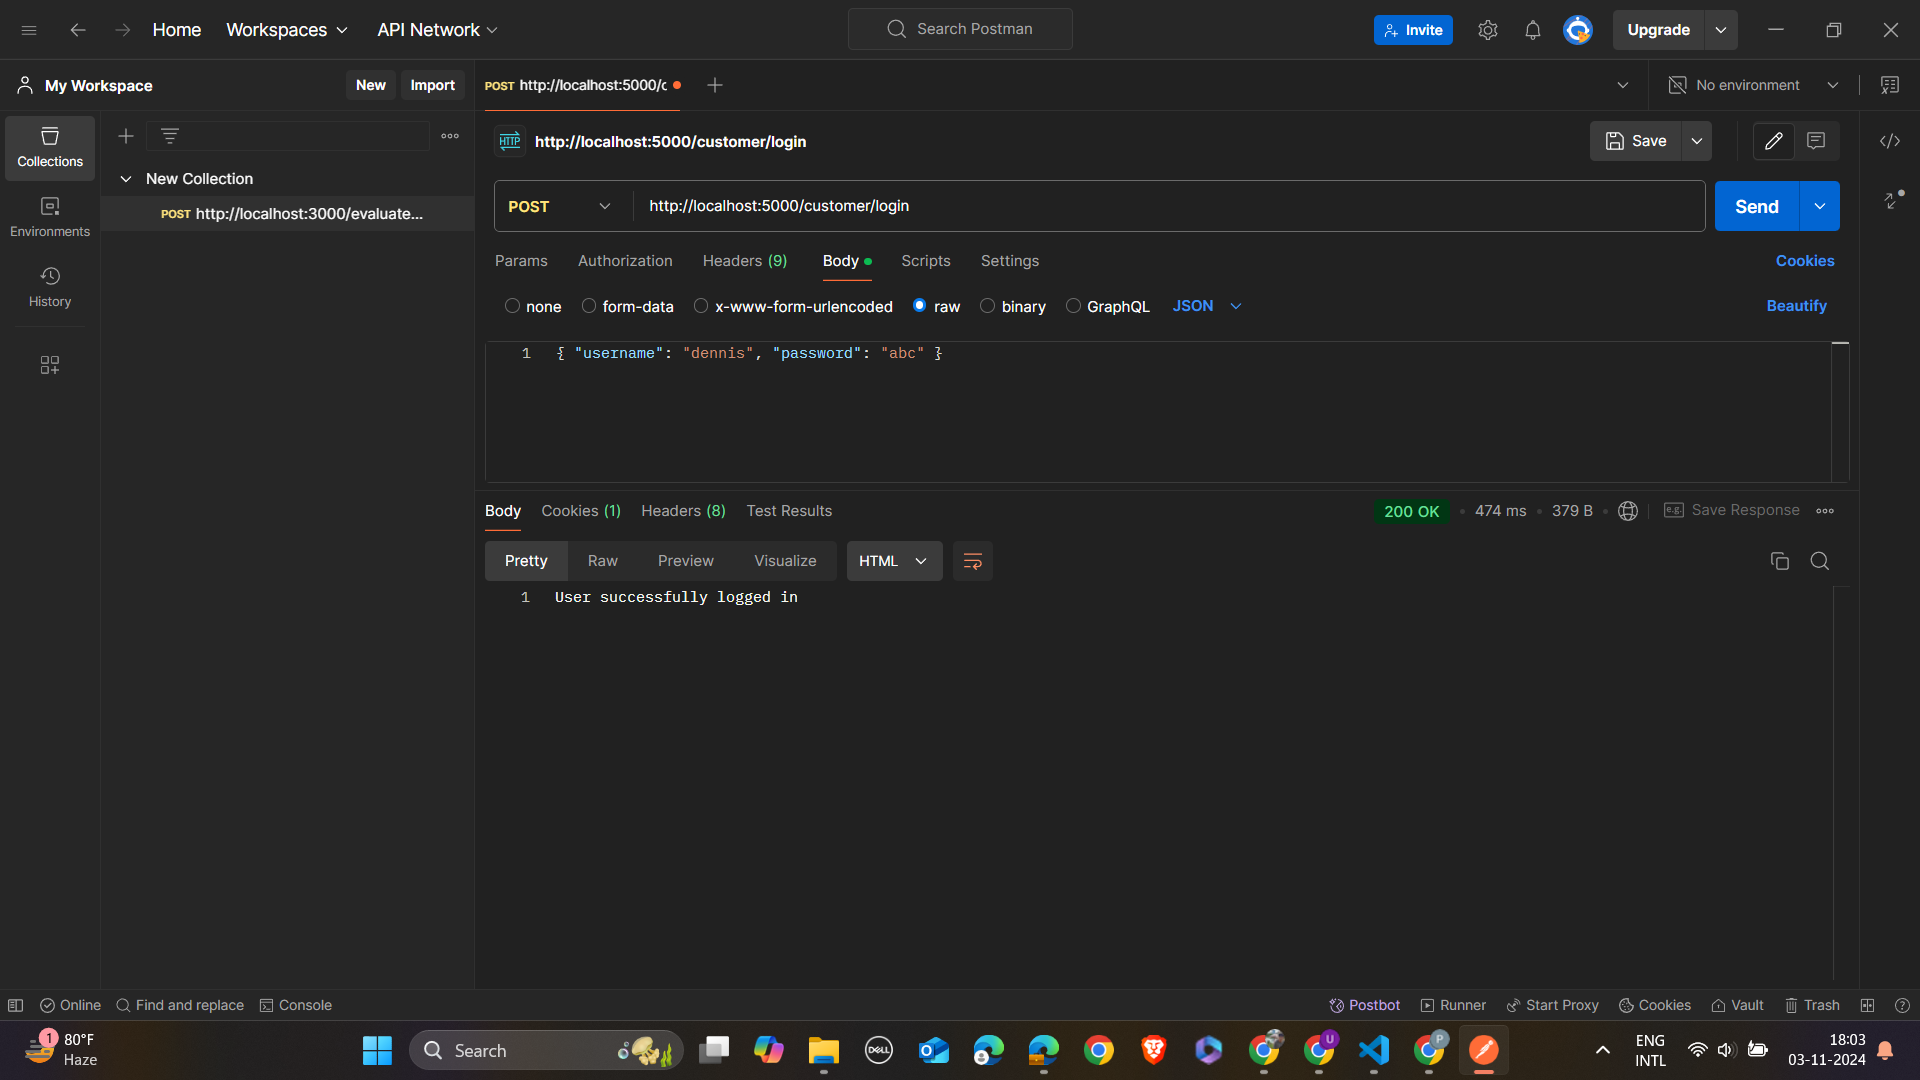 Home Workspaces API Network Search Postman Invite Upgrade
My Workspace New Import POST http://localhost:5000/c No environment
Collections
Environments
History
New Collection
POST http://localhost:3000/evaluate...
HTTP http://localhost:5000/customer/login Save
POST http://localhost:5000/customer/login Send
Params Authorization Headers (9) Body Scripts Settings Cookies
none form-data x-www-form-urlencoded raw binary GraphQL JSON Beautify
1 { "username": "dennis", "password": "abc" }
Body Cookies (1) Headers (8) Test Results 200 OK • 474 ms • 379 B • e.g. Save Response
Pretty Raw Preview Visualize HTML
1 User successfully logged in
Online Find and replace Console Postbot Runner Start Proxy Cookies Vault Trash
1 80°F
Haze
Search
DELL
U
P
ENG
INTL
18:03
03-11-2024